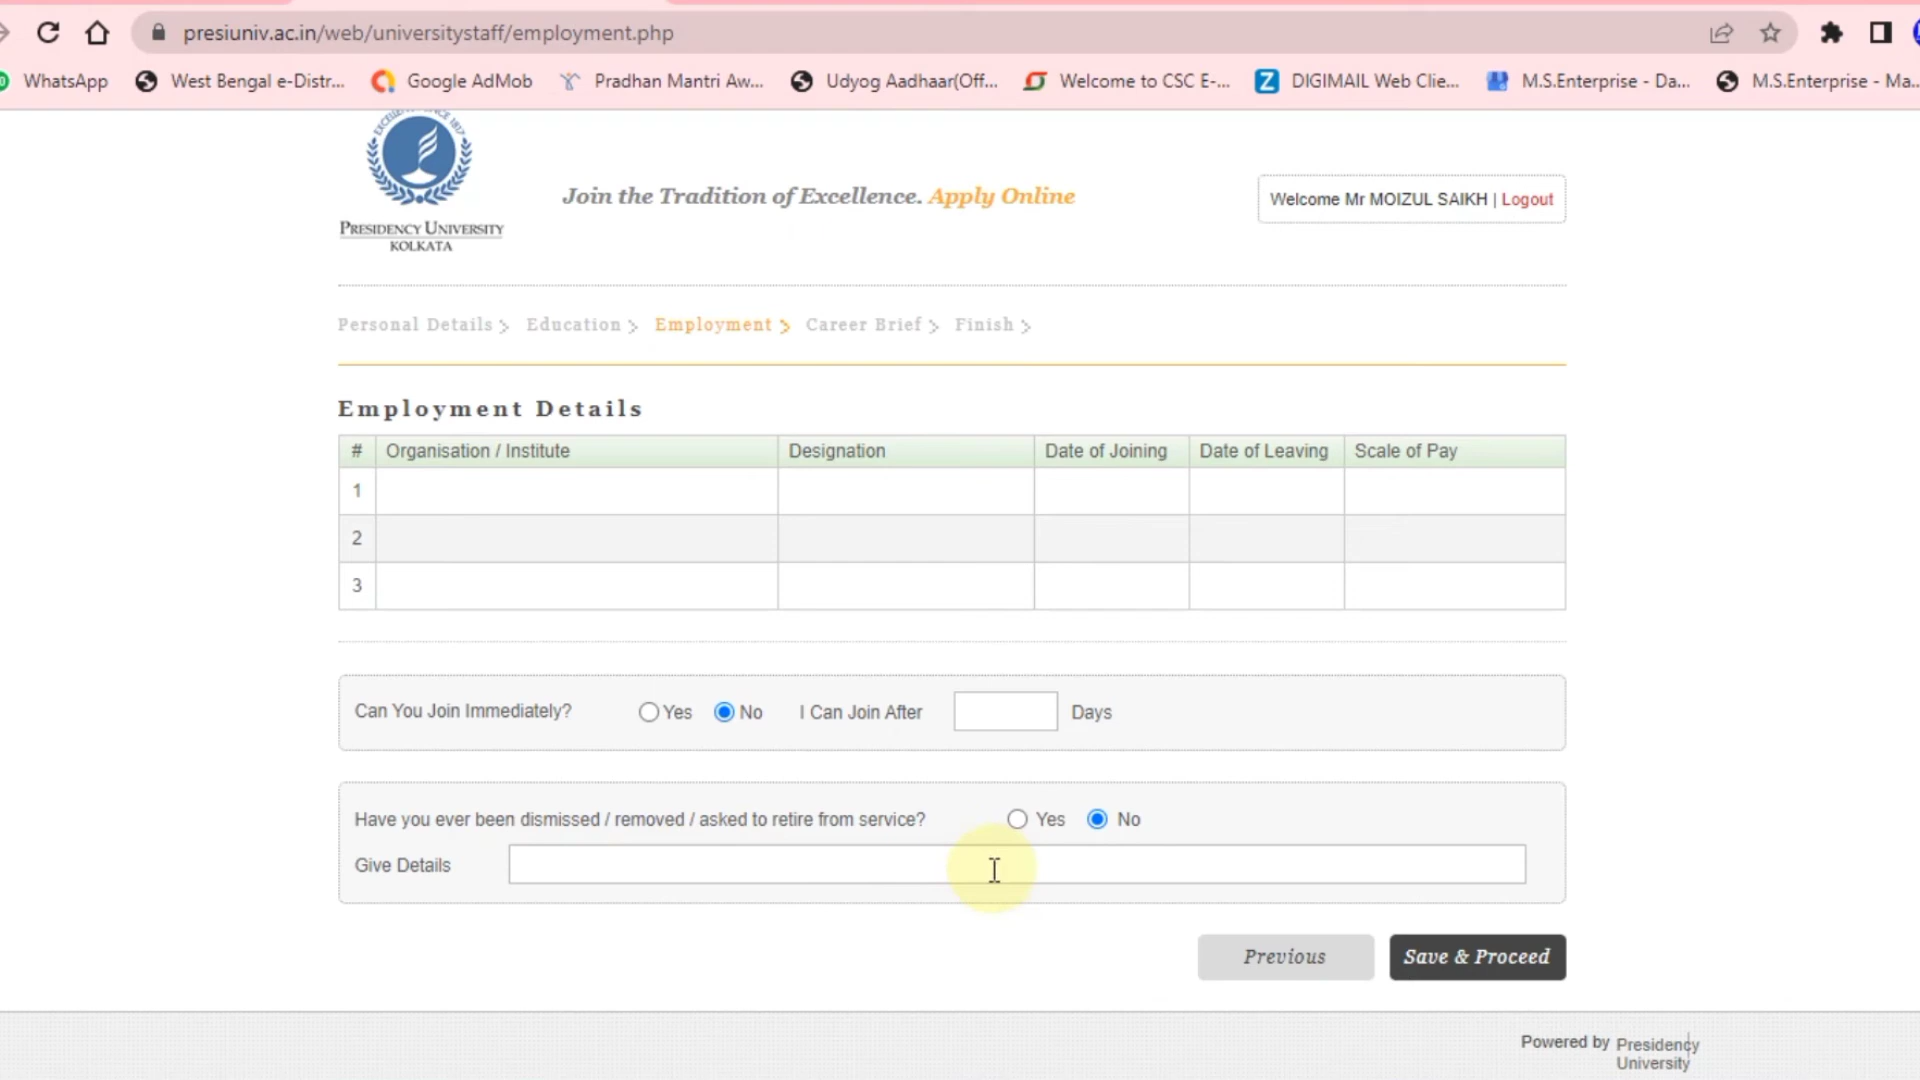 presiuniv.ac.in/web/universitystaff/employment.php
WhatsApp West Bengal e-Distr... Google AdMob Pradhan Mantri Aw... Udyog Aadhaar(Off... Welcome to CSC E-... DIGIMAIL Web Clie... M.S.Enterprise - Da... M.S.Enterprise - Ma...
PRESIDENCY UNIVERSITY
KOLKATA
Join the Tradition of Excellence. Apply Online
Welcome Mr MOIZUL SAIKH | Logout
Personal Details Education Employment Career Brief Finish
Employment Details
# Organisation / Institute Designation Date of Joining Date of Leaving Scale of Pay
1
2
3
Can You Join Immediately? Yes No I Can Join After Days
Have you ever been dismissed / removed / asked to retire from service? Yes No
Give Details
Previous Save & Proceed
Powered by Presidency
University